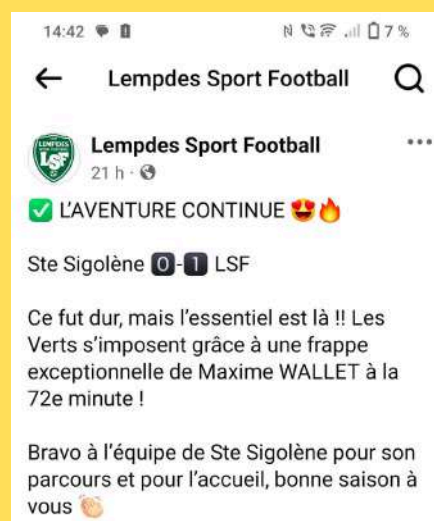 14:42 7 %
Lempdes Sport Football
LEMPDES
LSF
Lempdes Sport Football
21 h ·
✅ L'AVENTURE CONTINUE 😍🔥
Ste Sigolène 0️⃣-1️⃣ LSF
Ce fut dur, mais l'essentiel est là !! Les
Verts s'imposent grâce à une frappe
exceptionnelle de Maxime WALLET à la
72e minute !
Bravo à l'équipe de Ste Sigolène pour son
parcours et pour l'accueil, bonne saison à
vous 👏🏻